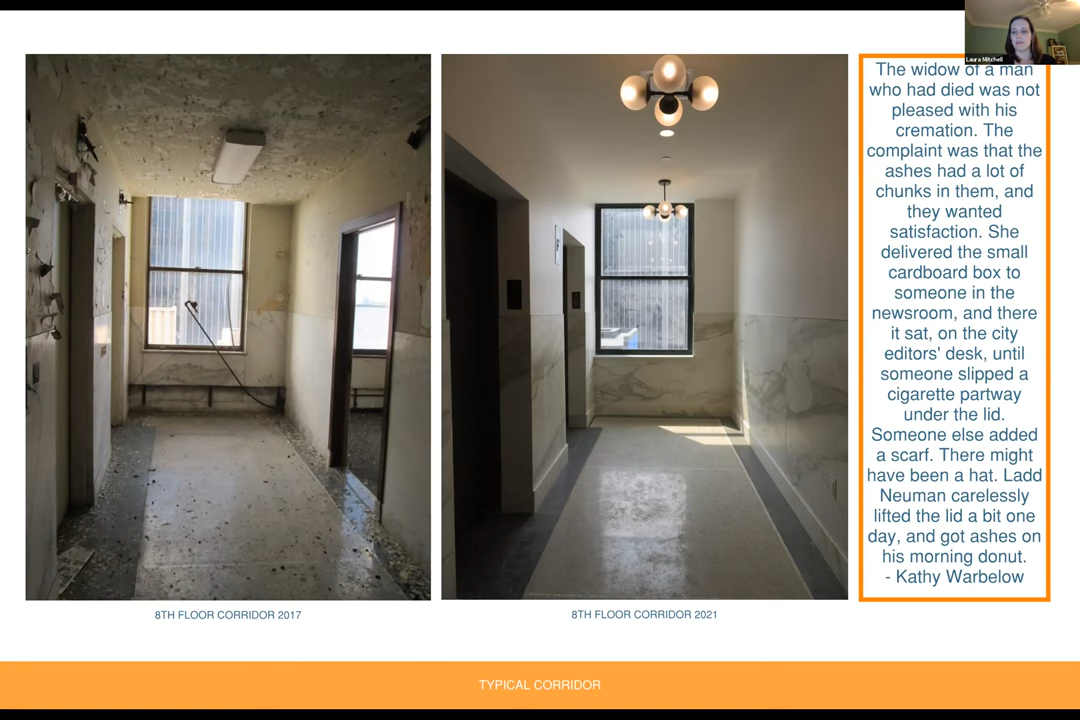 Laura Mitchell
The widow of a man
who had died was not
pleased with his
cremation. The
complaint was that the
ashes had a lot of
chunks in them, and
they wanted
satisfaction. She
delivered the small
cardboard box to
someone in the
newsroom, and there
it sat, on the city
editors' desk, until
someone slipped a
cigarette partway
under the lid.
Someone else added
a scarf. There might
have been a hat. Ladd
Neuman carelessly
lifted the lid a bit one
day, and got ashes on
his morning donut.
- Kathy Warbelow
8TH FLOOR CORRIDOR 2017
8TH FLOOR CORRIDOR 2021
TYPICAL CORRIDOR